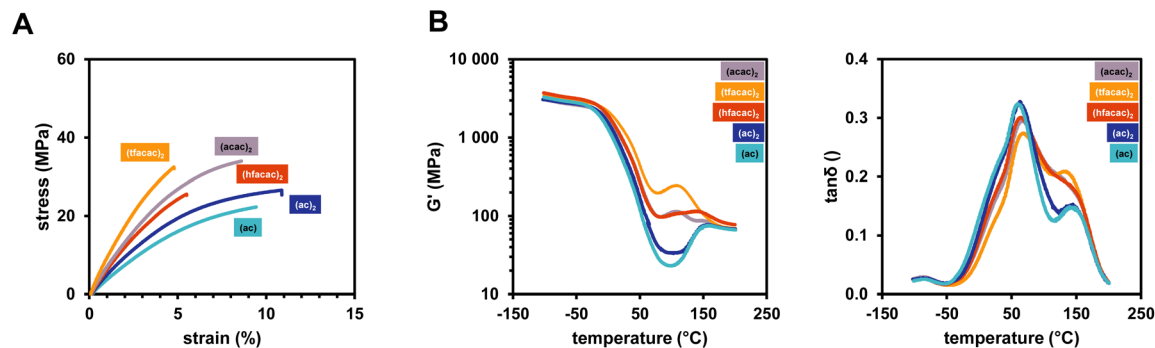 A
stress (MPa)
60
40
20
0
0
5
10
15
strain (%)
(tfacac)₂
(acac)₂
(hfacac)₂
(ac)₂
(ac)
B
G' (MPa)
10 000
1 000
100
10
-150
-50
50
150
250
temperature (°C)
(acac)₂
(tfacac)₂
(hfacac)₂
(ac)₂
(ac)
tanδ ()
0.4
0.3
0.2
0.1
0.0
-150
-50
50
150
250
temperature (°C)
(acac)₂
(tfacac)₂
(hfacac)₂
(ac)₂
(ac)